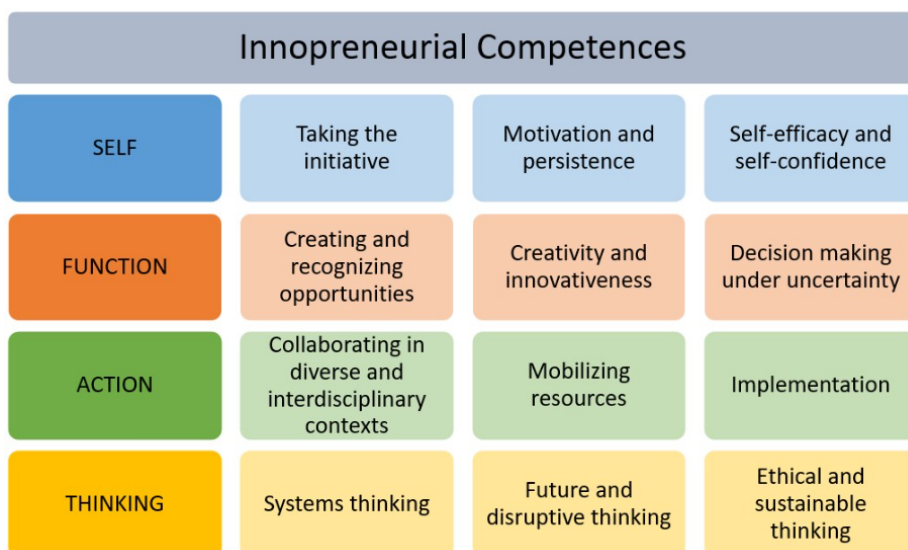 Innopreneurial Competences
SELF
Taking the
initiative
Motivation and
persistence
Self-efficacy and
self-confidence
FUNCTION
Creating and
recognizing
opportunities
Creativity and
innovativeness
Decision making
under uncertainty
ACTION
Collaborating in
diverse and
interdisciplinary
contexts
Mobilizing
resources
Implementation
THINKING
Systems thinking
Future and
disruptive thinking
Ethical and
sustainable
thinking